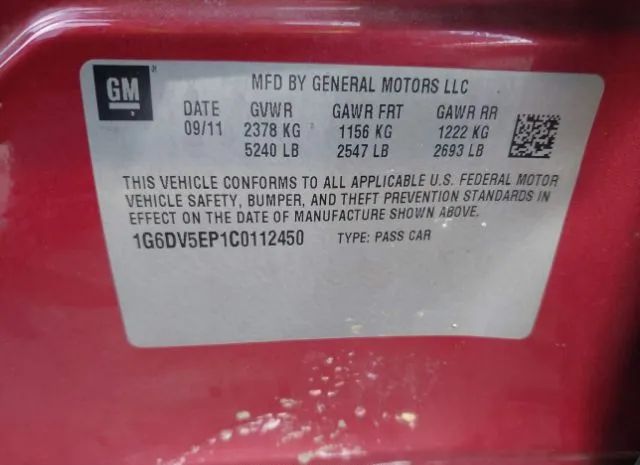 GM
MFD BY GENERAL MOTORS LLC
DATE GVWR GAWR FRT GAWR RR
09/11 2378 KG 1156 KG 1222 KG
5240 LB 2547 LB 2693 LB
THIS VEHICLE CONFORMS TO ALL APPLICABLE U.S. FEDERAL MOTOR
VEHICLE SAFETY, BUMPER, AND THEFT PREVENTION STANDARDS IN
EFFECT ON THE DATE OF MANUFACTURE SHOWN ABOVE.
1G6DV5EP1C0112450 TYPE: PASS CAR